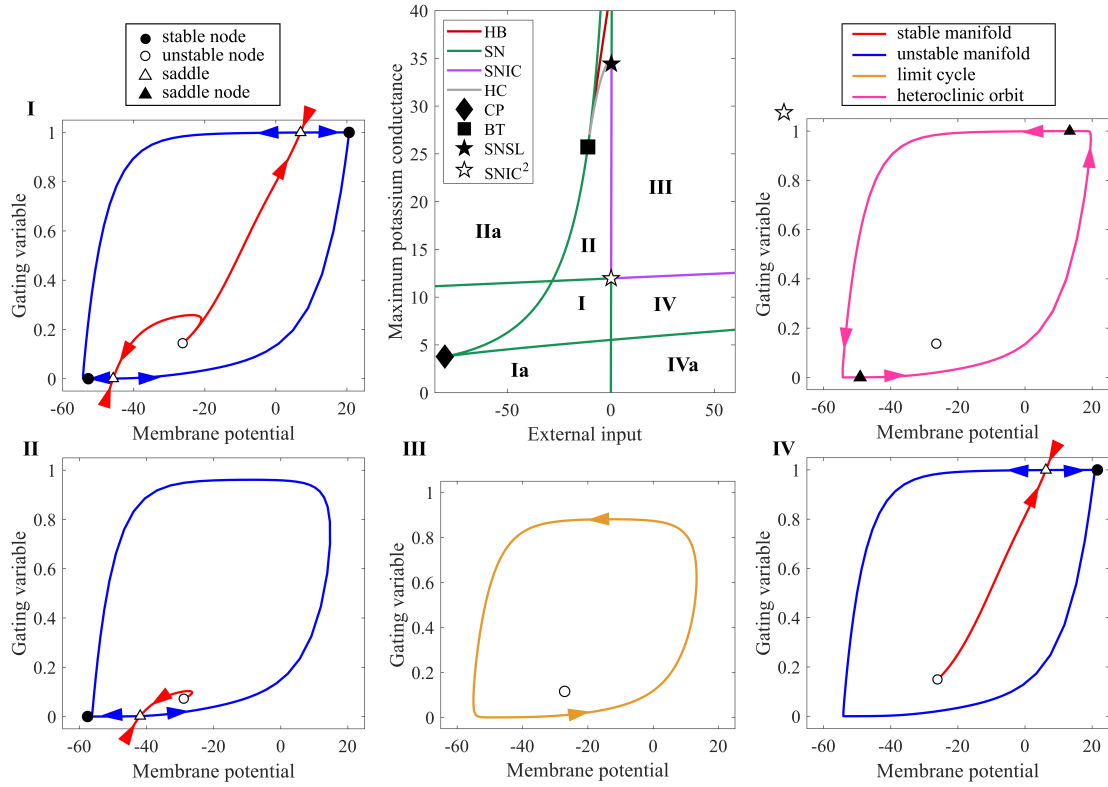 stable node
unstable node
saddle
saddle node
I
1
0.8
0.6
0.4
0.2
0
-60
-40
-20
0
20
Gating variable
Membrane potential
40
35
30
25
20
15
10
5
0
-50
0
50
Maximum potassium conductance
External input
HB
SN
SNIC
HC
CP
BT
SNSL
SNIC²
IIa
II
III
I
IV
Ia
IVa
stable manifold
unstable manifold
limit cycle
heteroclinic orbit
1
0.8
0.6
0.4
0.2
0
-60
-40
-20
0
20
Gating variable
Membrane potential
II
1
0.8
0.6
0.4
0.2
0
-60
-40
-20
0
20
Gating variable
Membrane potential
III
1
0.8
0.6
0.4
0.2
0
-60
-40
-20
0
20
Gating variable
Membrane potential
IV
1
0.8
0.6
0.4
0.2
0
-60
-40
-20
0
20
Gating variable
Membrane potential